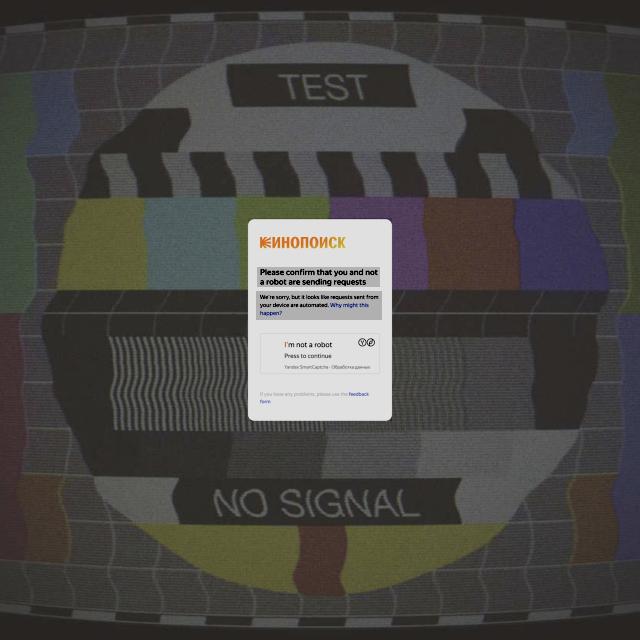 TEST
КИНОПОИСК
Please confirm that you and not
a robot are sending requests
We're sorry, but it looks like requests sent from
your device are automated. Why might this
happen?
I'm not a robot
Press to continue
Yandex SmartCaptcha · Обработка данных
If you have any problems, please use the feedback
form
NO SIGNAL